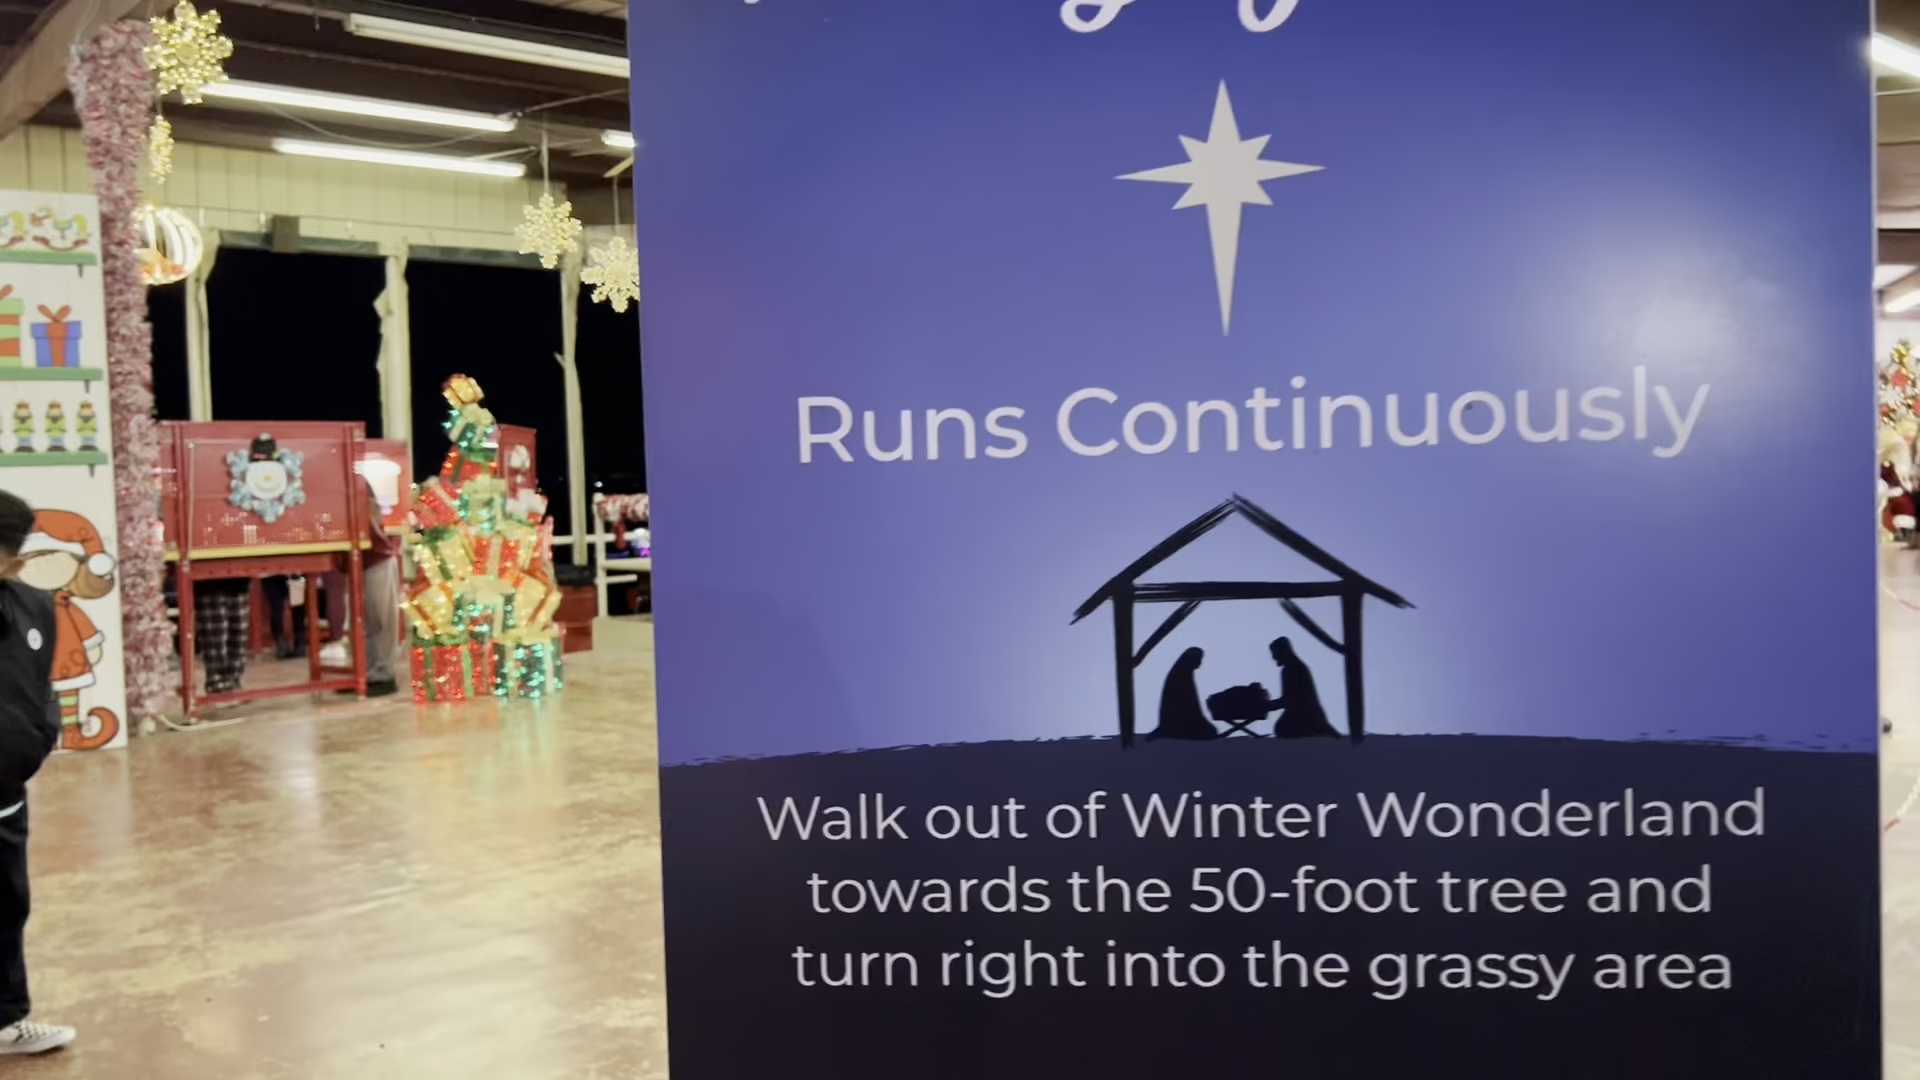 Runs Continuously
Walk out of Winter Wonderland
towards the 50-foot tree and
turn right into the grassy area